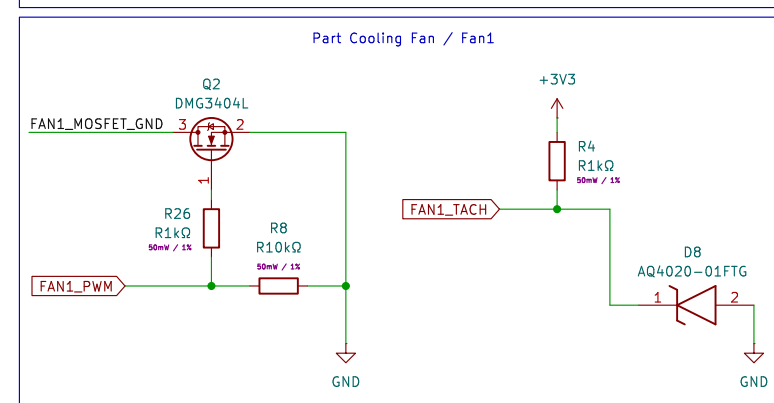 Part Cooling Fan / Fan1
Q2
DMG3404L
FAN1_MOSFET_GND
3
2
1
R26
R1kΩ
50mW / 1%
R8
R10kΩ
50mW / 1%
FAN1_PWM
GND
+3V3
R4
R1kΩ
50mW / 1%
FAN1_TACH
D8
AQ4020-01FTG
1
2
GND